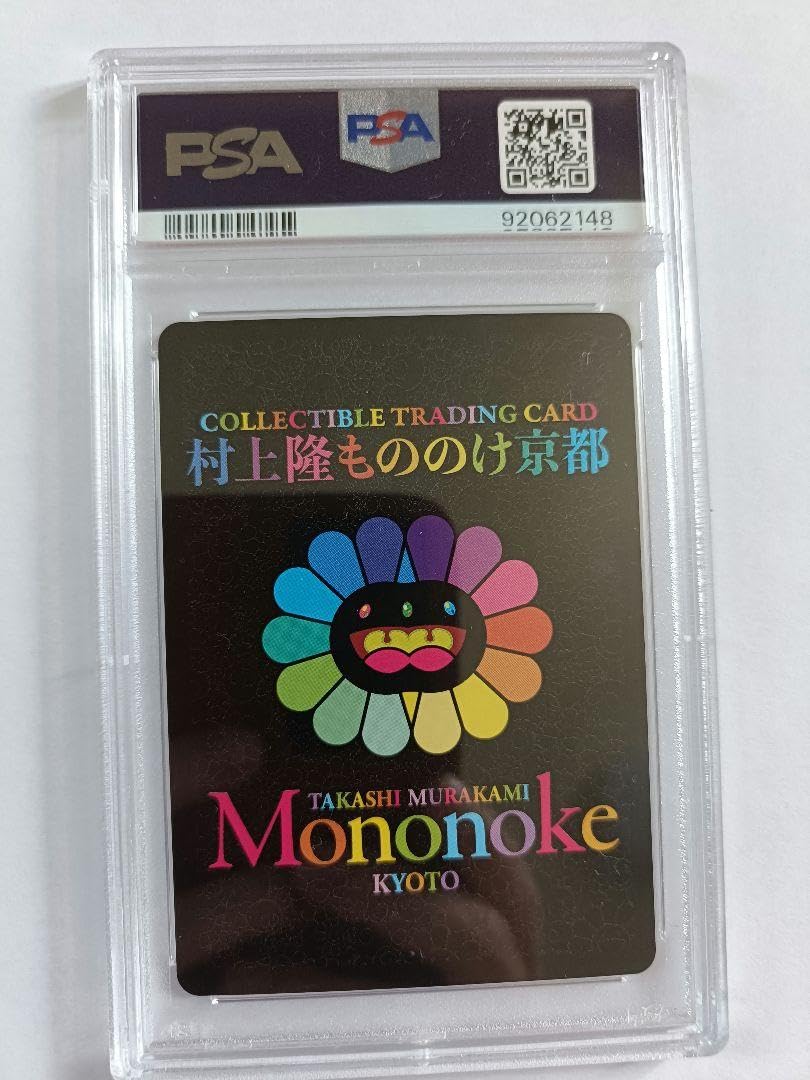 PSA
PSA
92062148
COLLECTIBLE TRADING CARD
村上隆もののけ京都
TAKASHI MURAKAMI
Mononoke
KYOTO